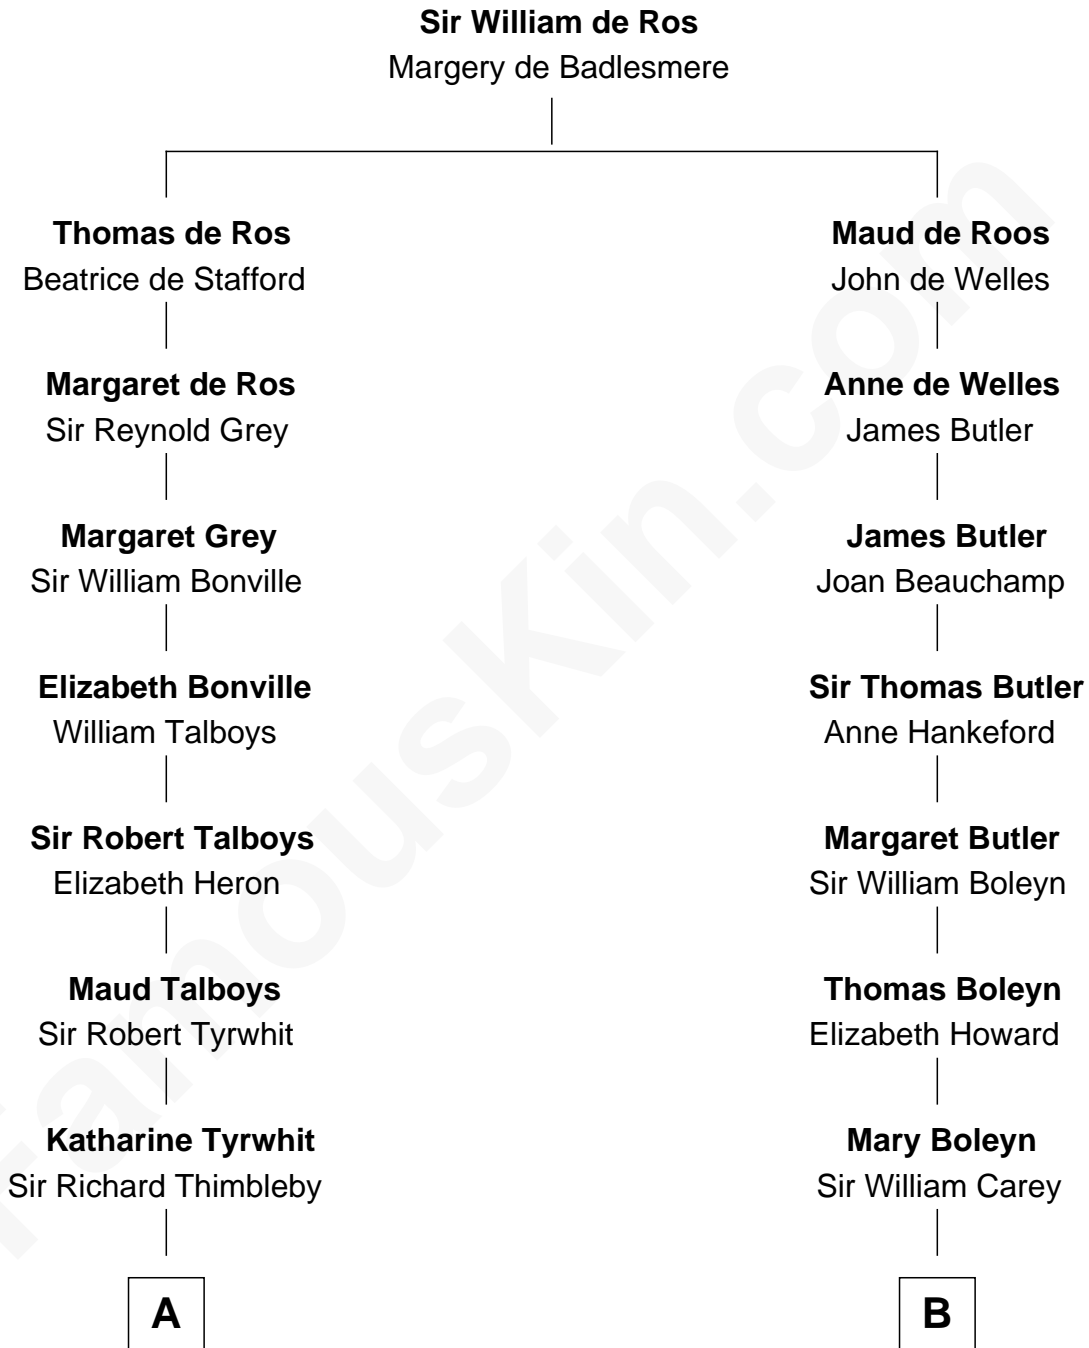 Sir William de Ros
Margery de Badlesmere
Thomas de Ros
Beatrice de Stafford
Maud de Roos
John de Welles
Margaret de Ros
Sir Reynold Grey
Anne de Welles
James Butler
Margaret Grey
Sir William Bonville
James Butler
Joan Beauchamp
Elizabeth Bonville
William Talboys
Sir Thomas Butler
Anne Hankeford
Sir Robert Talboys
Elizabeth Heron
Margaret Butler
Sir William Boleyn
Maud Talboys
Sir Robert Tyrwhit
Thomas Boleyn
Elizabeth Howard
Katharine Tyrwhit
Sir Richard Thimbleby
Mary Boleyn
Sir William Carey
A
B
FamousKin.com